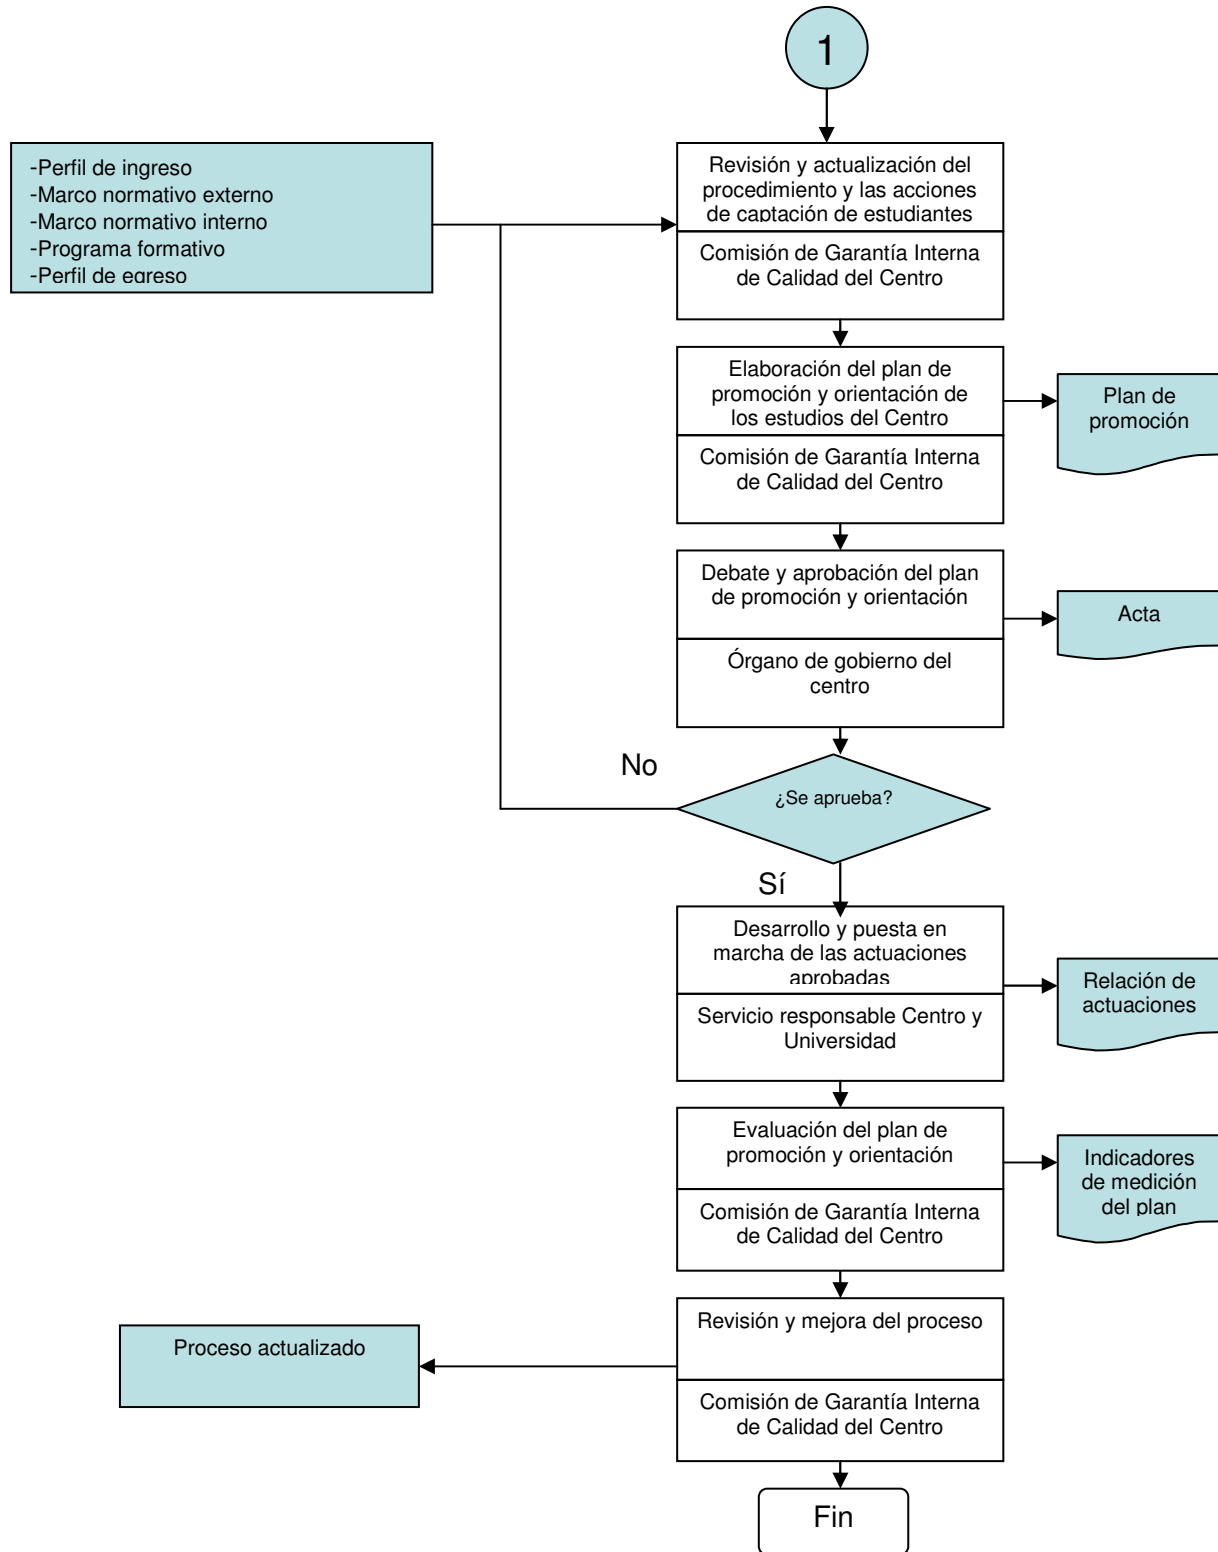 1
-Perfil de ingreso
-Marco normativo externo
-Marco normativo interno
-Programa formativo
-Perfil de egreso
Revisión y actualización del
procedimiento y las acciones
de captación de estudiantes
Comisión de Garantía Interna
de Calidad del Centro
Elaboración del plan de
promoción y orientación de
los estudios del Centro
Comisión de Garantía Interna
de Calidad del Centro
Plan de
promoción
Debate y aprobación del plan
de promoción y orientación
Órgano de gobierno del
centro
Acta
No
¿Se aprueba?
Sí
Desarrollo y puesta en
marcha de las actuaciones
aprobadas
Servicio responsable Centro y
Universidad
Relación de
actuaciones
Evaluación del plan de
promoción y orientación
Comisión de Garantía Interna
de Calidad del Centro
Indicadores
de medición
del plan
Revisión y mejora del proceso
Comisión de Garantía Interna
de Calidad del Centro
Proceso actualizado
Fin